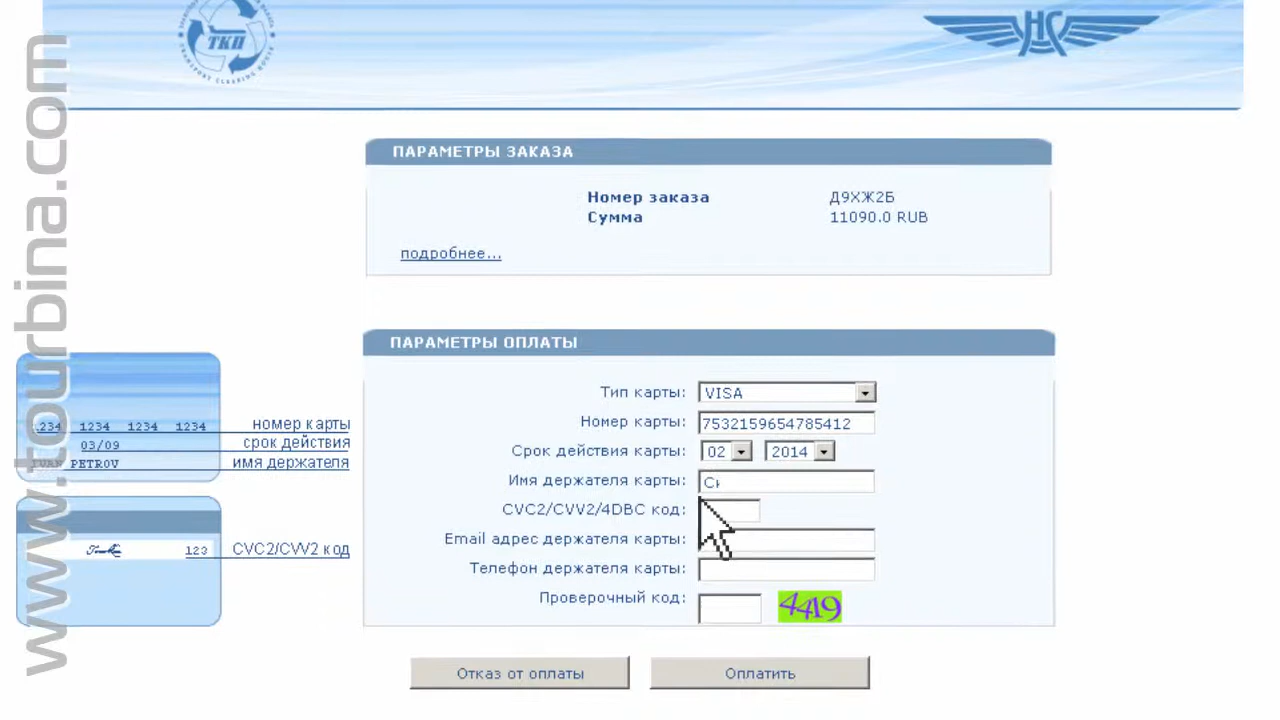 www.tourbina.com
ТКП
НС
ПАРАМЕТРЫ ЗАКАЗА
Номер заказа Д9ХЖ2Б
Сумма 11090.0 RUB
подробнее...
ПАРАМЕТРЫ ОПЛАТЫ
Тип карты: VISA
Номер карты: 7532159654785412
Срок действия карты: 02 2014
Имя держателя карты:
CVC2/CVV2/4DBC код:
Email адрес держателя карты:
Телефон держателя карты:
Проверочный код: 4419
1234 1234 1234 1234 номер карты
03/09 срок действия
IVAN PETROV имя держателя
123 CVC2/CVV2 код
Отказ от оплаты Оплатить